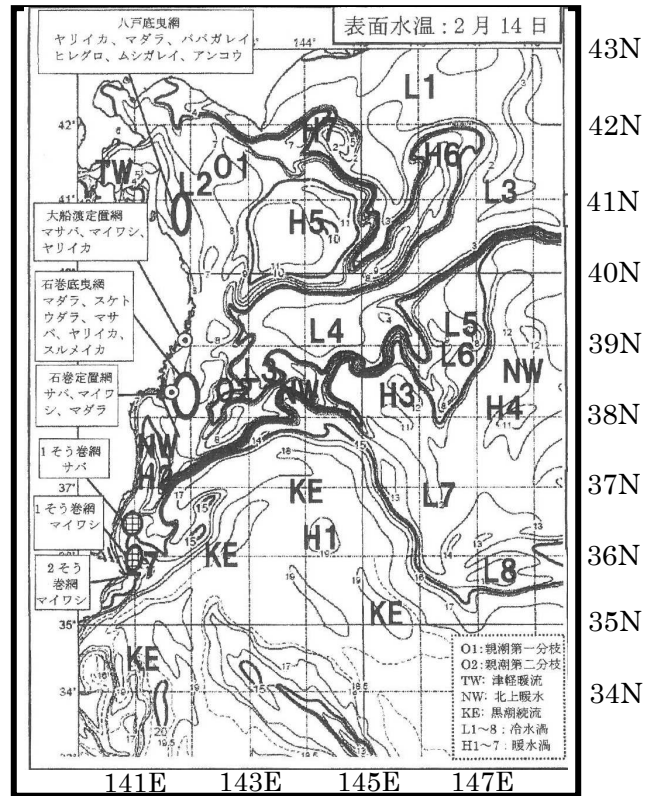 八戸底曳網
ヤリイカ、マダラ、ババガレイ
ヒレグロ、ムシガレイ、アンコウ
表面水温：2月14日
大船渡定置網
マサバ、マイワシ、
ヤリイカ
石巻底曳網
マダラ、スケト
ウダラ、マサ
バ、ヤリイカ、
スルメイカ
石巻定置網
サバ、マイワ
シ、マダラ
1そう巻網
サバ
1そう巻網
マイワシ
2そう
巻網
マイワシ
144°
42°
41°
37°
35°
34°
43N
42N
41N
40N
39N
38N
37N
36N
35N
34N
L1
H7
H6
TW
O1
L2
L3
H5
L4
L5
L6
L3
NW
H3
NW
H4
NW
KE
L7
H1
KE
L8
KE
KE
O1：親潮第一分枝
O2：親潮第二分枝
TW：津軽暖流
NW：北上暖水
KE：黒潮続流
L1～8：冷水渦
H1～7：暖水渦
141E 143E 145E 147E